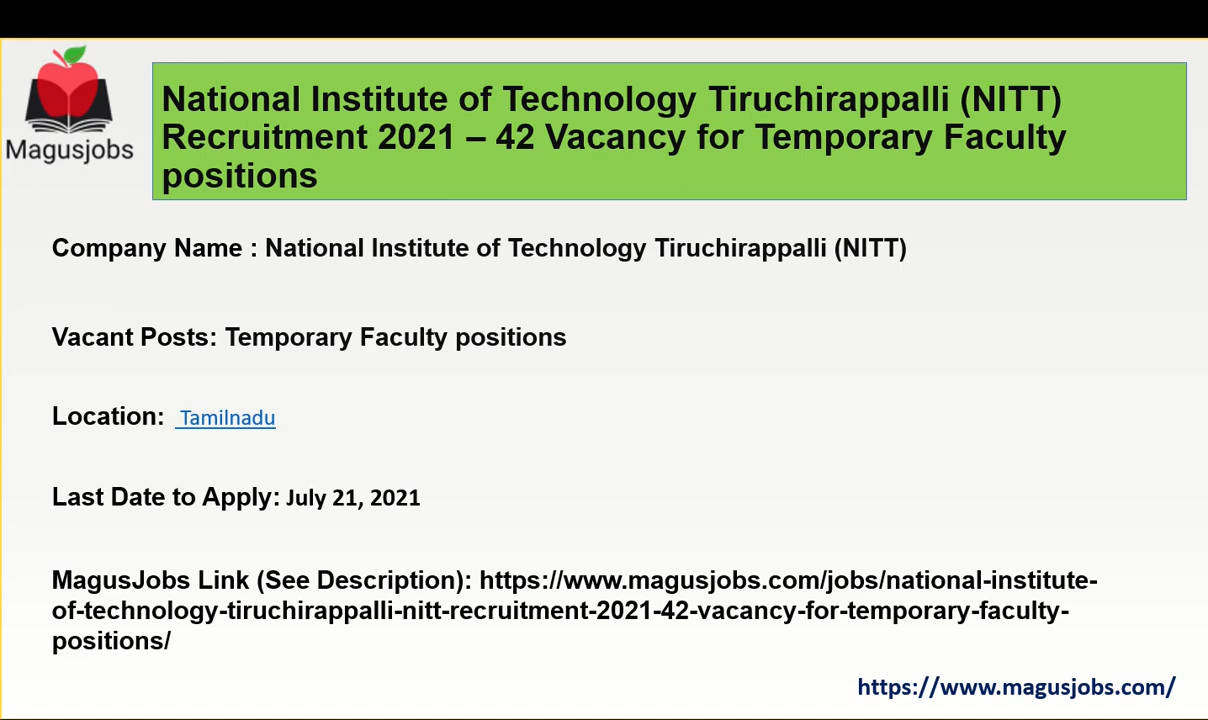 Magusjobs
National Institute of Technology Tiruchirappalli (NITT)
Recruitment 2021 – 42 Vacancy for Temporary Faculty
positions
Company Name : National Institute of Technology Tiruchirappalli (NITT)
Vacant Posts: Temporary Faculty positions
Location: Tamilnadu
Last Date to Apply: July 21, 2021
MagusJobs Link (See Description): https://www.magusjobs.com/jobs/national-institute-
of-technology-tiruchirappalli-nitt-recruitment-2021-42-vacancy-for-temporary-faculty-
positions/
https://www.magusjobs.com/